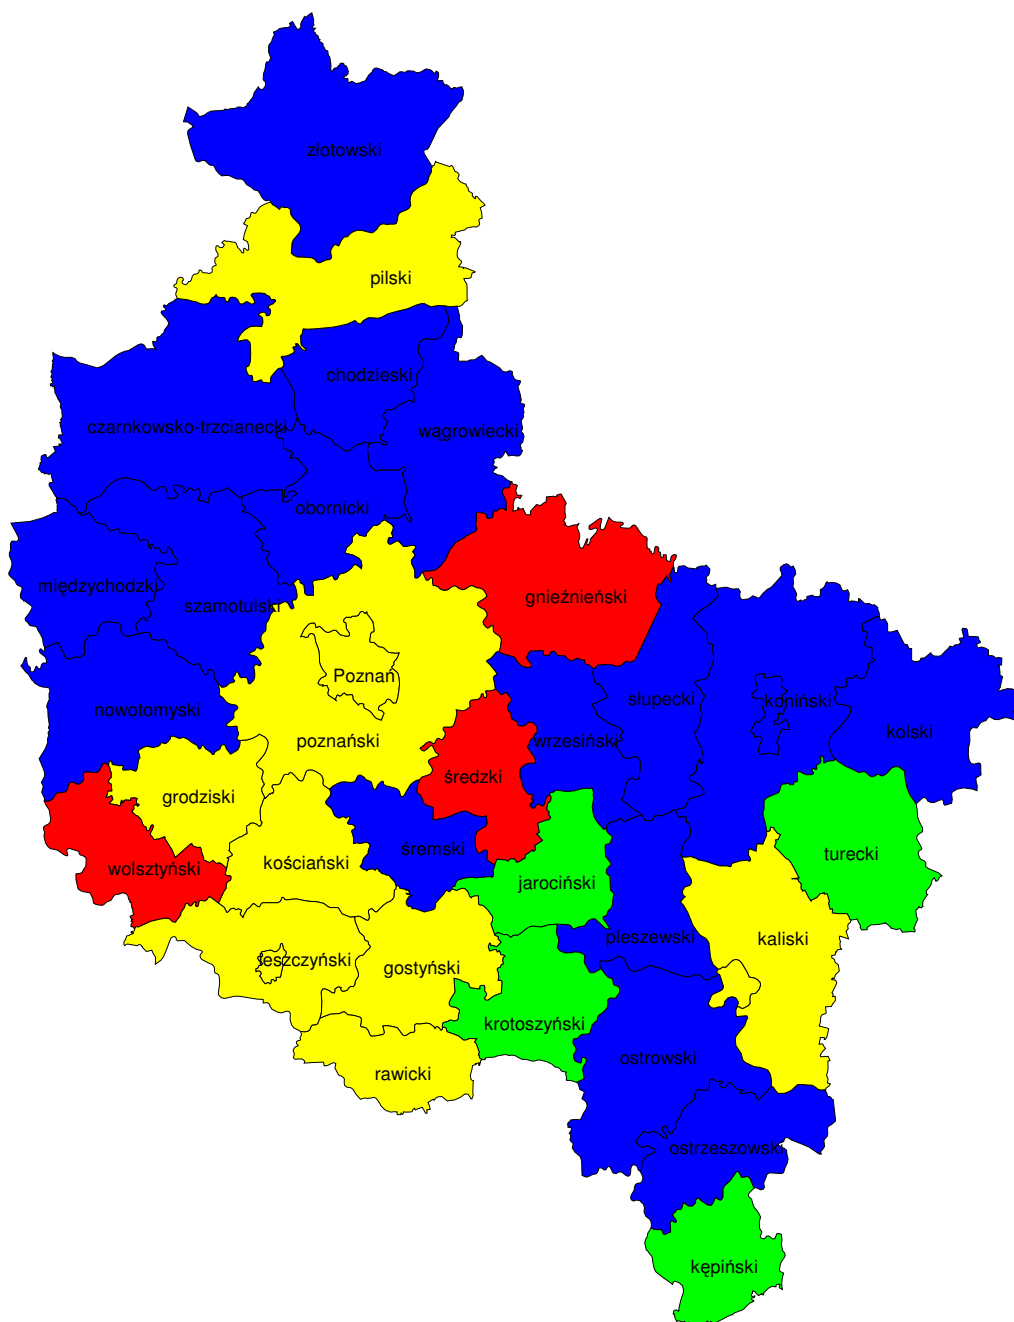 złotowski
pilski
chodzieski
czarnkowsko-trzcianecki
wągrowiecki
obornicki
międzychodzki
szamotulski
gnieźnieński
Poznań
nowotomyski
słupecki
koniński
kolski
poznański
wrzesiński
średzki
grodziski
śremski
turecki
kościański
wolsztyński
jarociński
pleszewski
kaliski
leszczyński
gostyński
krotoszyński
ostrowski
rawicki
ostrzeszowski
kępiński